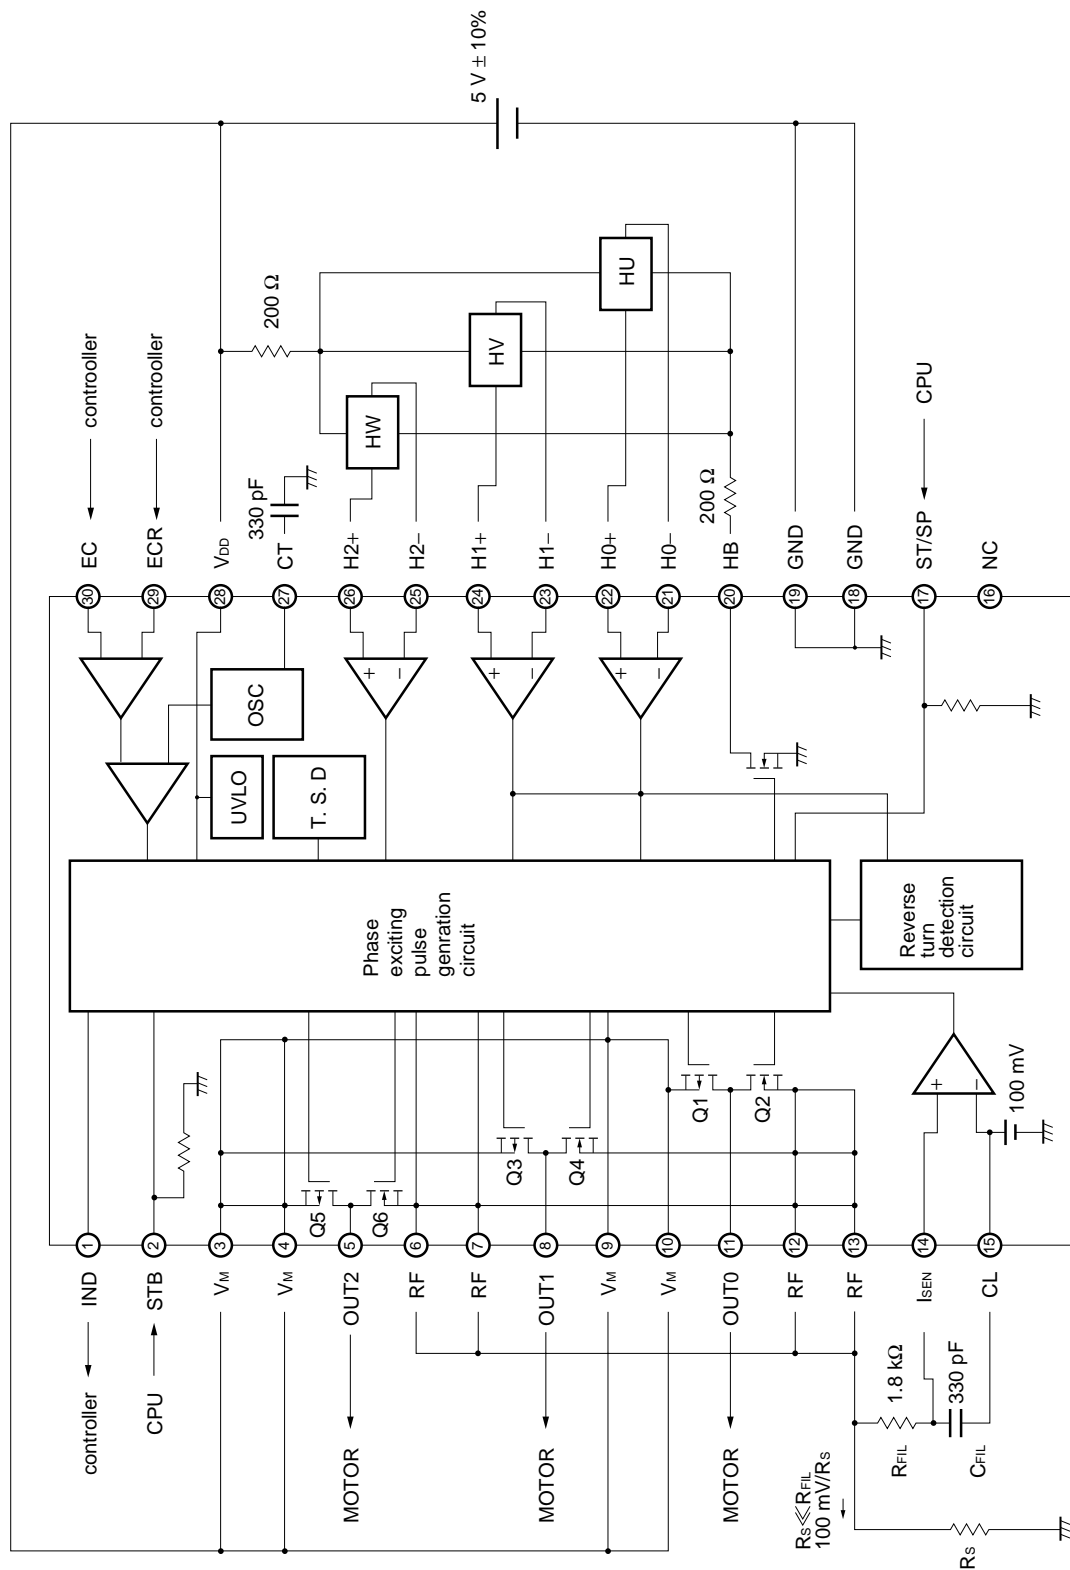 5 V ± 10%
controoller
controoller
200 Ω
HU
HV
HW
CPU
330 pF
200 Ω
EC
ECR
VDD
CT
H2+
H2−
H1+
H1−
H0+
H0−
HB
GND
GND
ST/SP
NC
30
29
28
27
26
25
24
23
22
21
20
19
18
17
16
+
−
+
−
+
−
OSC
UVLO
T. S. D
Phase
exciting
pulse
genration
circuit
Reverse
turn
detection
circuit
+
−
100 mV
Q1
Q2
Q3
Q4
Q5
Q6
1
2
3
4
5
6
7
8
9
10
11
12
13
14
15
IND
STB
VM
VM
OUT2
RF
RF
OUT1
VM
VM
OUT0
RF
RF
ISEN
CL
controller
CPU
MOTOR
MOTOR
MOTOR
1.8 kΩ
330 pF
RFIL
CFIL
RS≪RFIL
100 mV/RS
RS